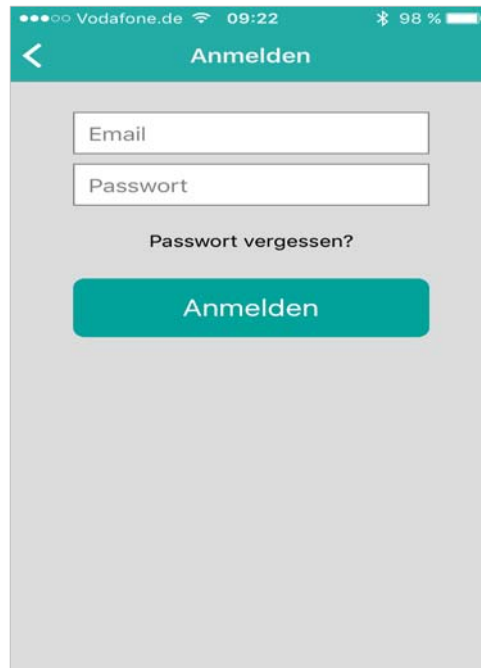 Vodafone.de 09:22 98 %
Anmelden
Email
Passwort
Passwort vergessen?
Anmelden